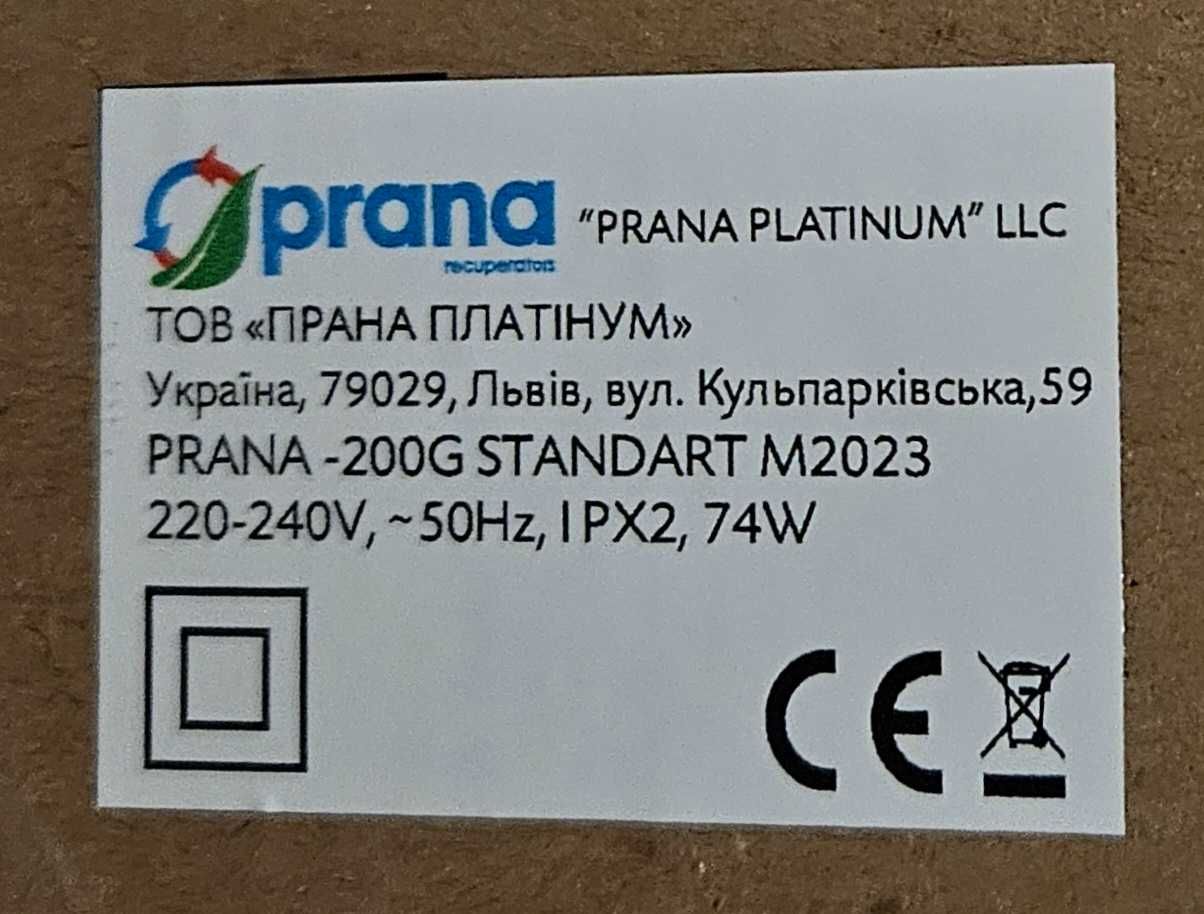 prana "PRANA PLATINUM" LLC
recuperators
ТОВ «ПРАНА ПЛАТІНУМ»
Україна, 79029, Львів, вул. Кульпарківська,59
PRANA -200G STANDART M2023
220-240V, ~50Hz, IPX2, 74W
CE